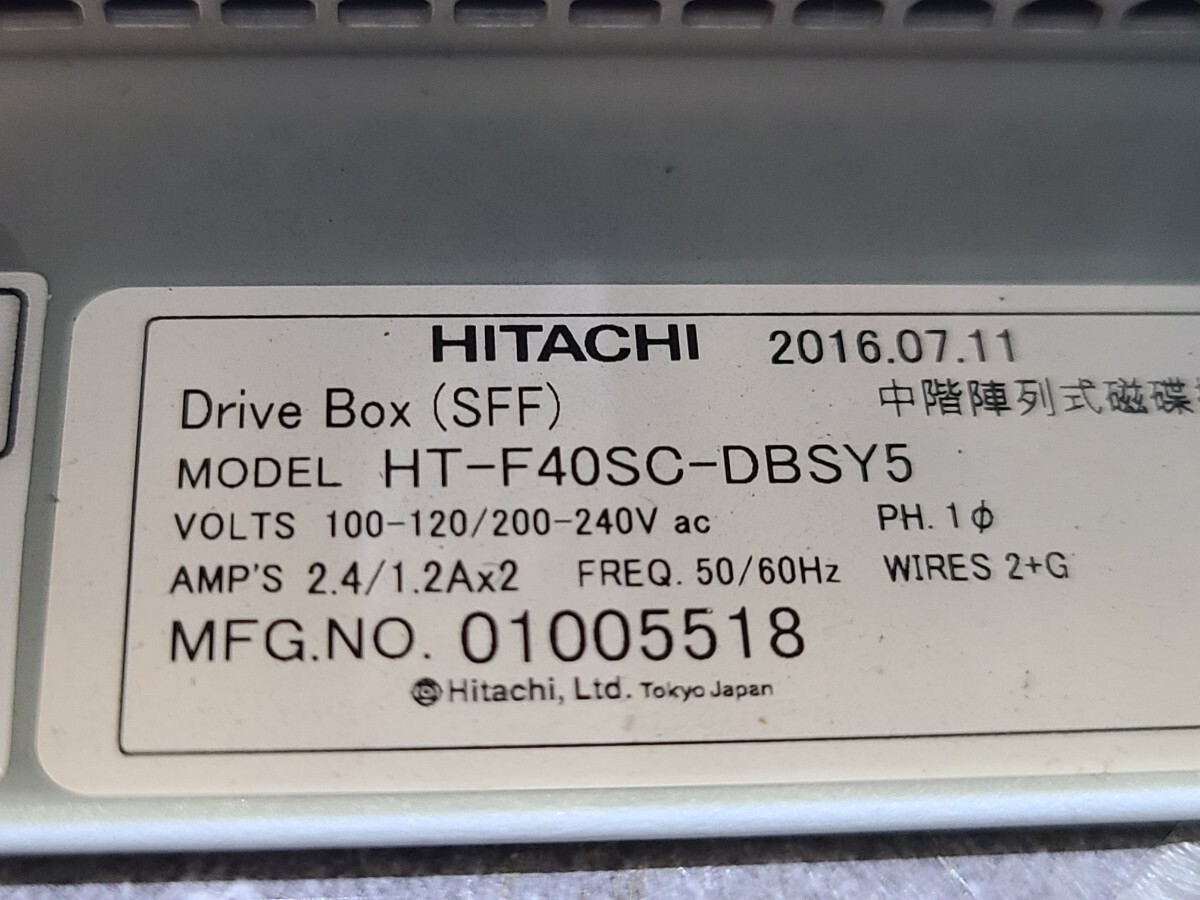 HITACHI 2016.07.11
Drive Box (SFF)
中階陣列式磁碟
MODEL HT-F40SC-DBSY5
VOLTS 100-120/200-240V ac PH. 1φ
AMP'S 2.4/1.2Ax2 FREQ. 50/60Hz WIRES 2+G
MFG.NO. 01005518
Hitachi, Ltd. Tokyo Japan